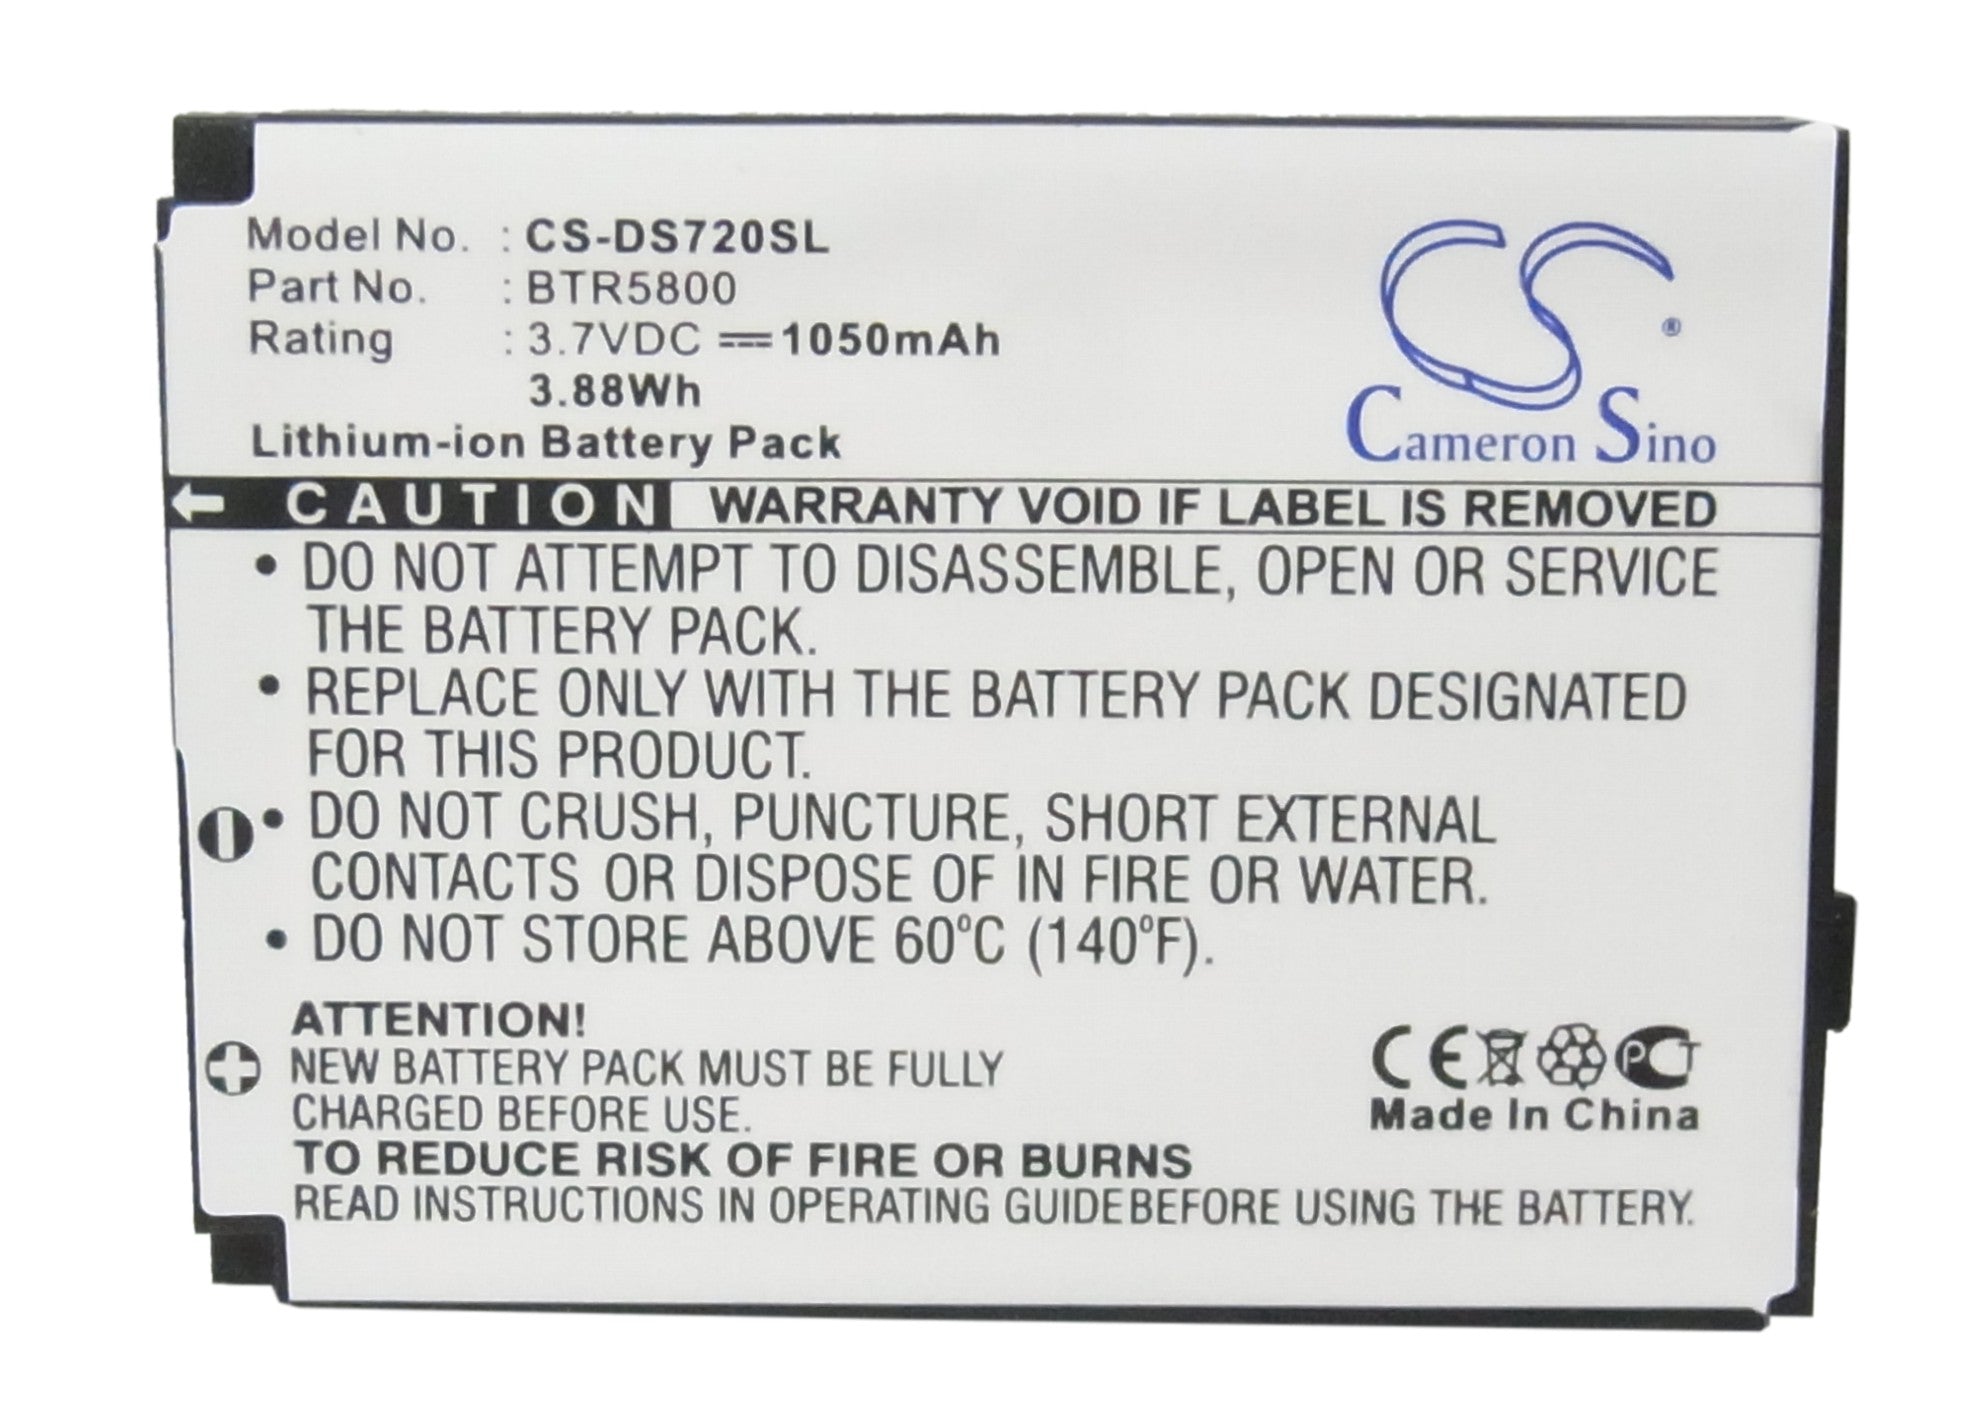 Model No. : CS-DS720SL
Part No. : BTR5800
Rating : 3.7VDC ⎓ 1050mAh
3.88Wh
Lithium-ion Battery Pack
CS ®
Cameron Sino
← CAUTION WARRANTY VOID IF LABEL IS REMOVED
• DO NOT ATTEMPT TO DISASSEMBLE, OPEN OR SERVICE
THE BATTERY PACK.
• REPLACE ONLY WITH THE BATTERY PACK DESIGNATED
FOR THIS PRODUCT.
• DO NOT CRUSH, PUNCTURE, SHORT EXTERNAL
CONTACTS OR DISPOSE OF IN FIRE OR WATER.
• DO NOT STORE ABOVE 60°C (140°F).
ATTENTION!
NEW BATTERY PACK MUST BE FULLY
CHARGED BEFORE USE.
TO REDUCE RISK OF FIRE OR BURNS
READ INSTRUCTIONS IN OPERATING GUIDE BEFORE USING THE BATTERY.
CE PCT
Made In China